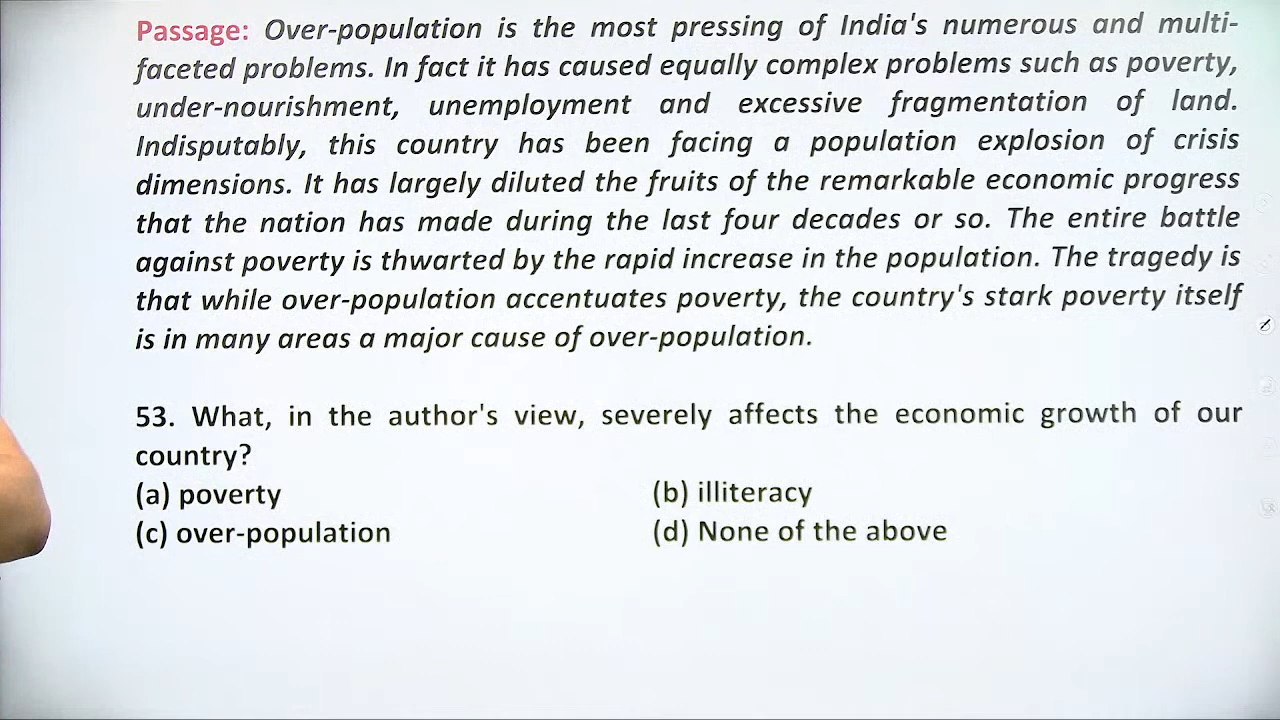 Passage: Over-population is the most pressing of India's numerous and multi-
faceted problems. In fact it has caused equally complex problems such as poverty,
under-nourishment, unemployment and excessive fragmentation of land.
Indisputably, this country has been facing a population explosion of crisis
dimensions. It has largely diluted the fruits of the remarkable economic progress
that the nation has made during the last four decades or so. The entire battle
against poverty is thwarted by the rapid increase in the population. The tragedy is
that while over-population accentuates poverty, the country's stark poverty itself
is in many areas a major cause of over-population.
53. What, in the author's view, severely affects the economic growth of our
country?
(a) poverty (b) illiteracy
(c) over-population (d) None of the above